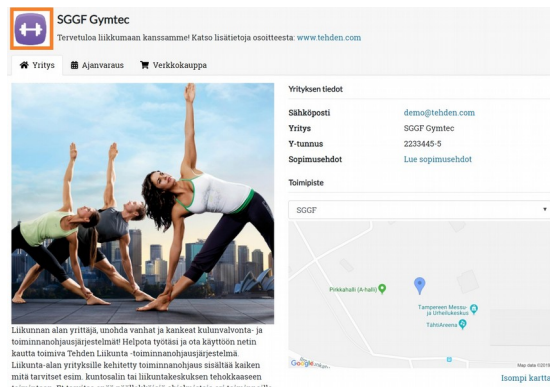 SGGF Gymtec
Tervetuloa liikkumaan kanssamme! Katso lisätietoja osoitteesta: www.tehden.com
Yritys Ajanvaraus Verkkokauppa
Yrityksen tiedot
Sähköposti demo@tehden.com
Yritys SGGF Gymtec
Y-tunnus 2233445-5
Sopimusehdot Lue sopimusehdot
Toimipiste
SGGF
Pirkkahalli (A-halli)
Tampereen Messu-
ja Urheilukeskus
TähtiAreena
Google
Map data ©2019
Isompi kartta
Liikunnan alan yrittäjä, unohda vanhat ja kankeat kulunvalvonta- ja
toiminnanohjausjärjestelmät! Helpota työtäsi ja ota käyttöön netin
kautta toimiva Tehden Liikunta -toiminnanohjausjärjestelmä.
Liikunta-alan yrityksille kehitetty toiminnanohjaus sisältää kaiken
mitä tarvitset esim. kuntosalin tai liikuntakeskuksen tehokkaaseen